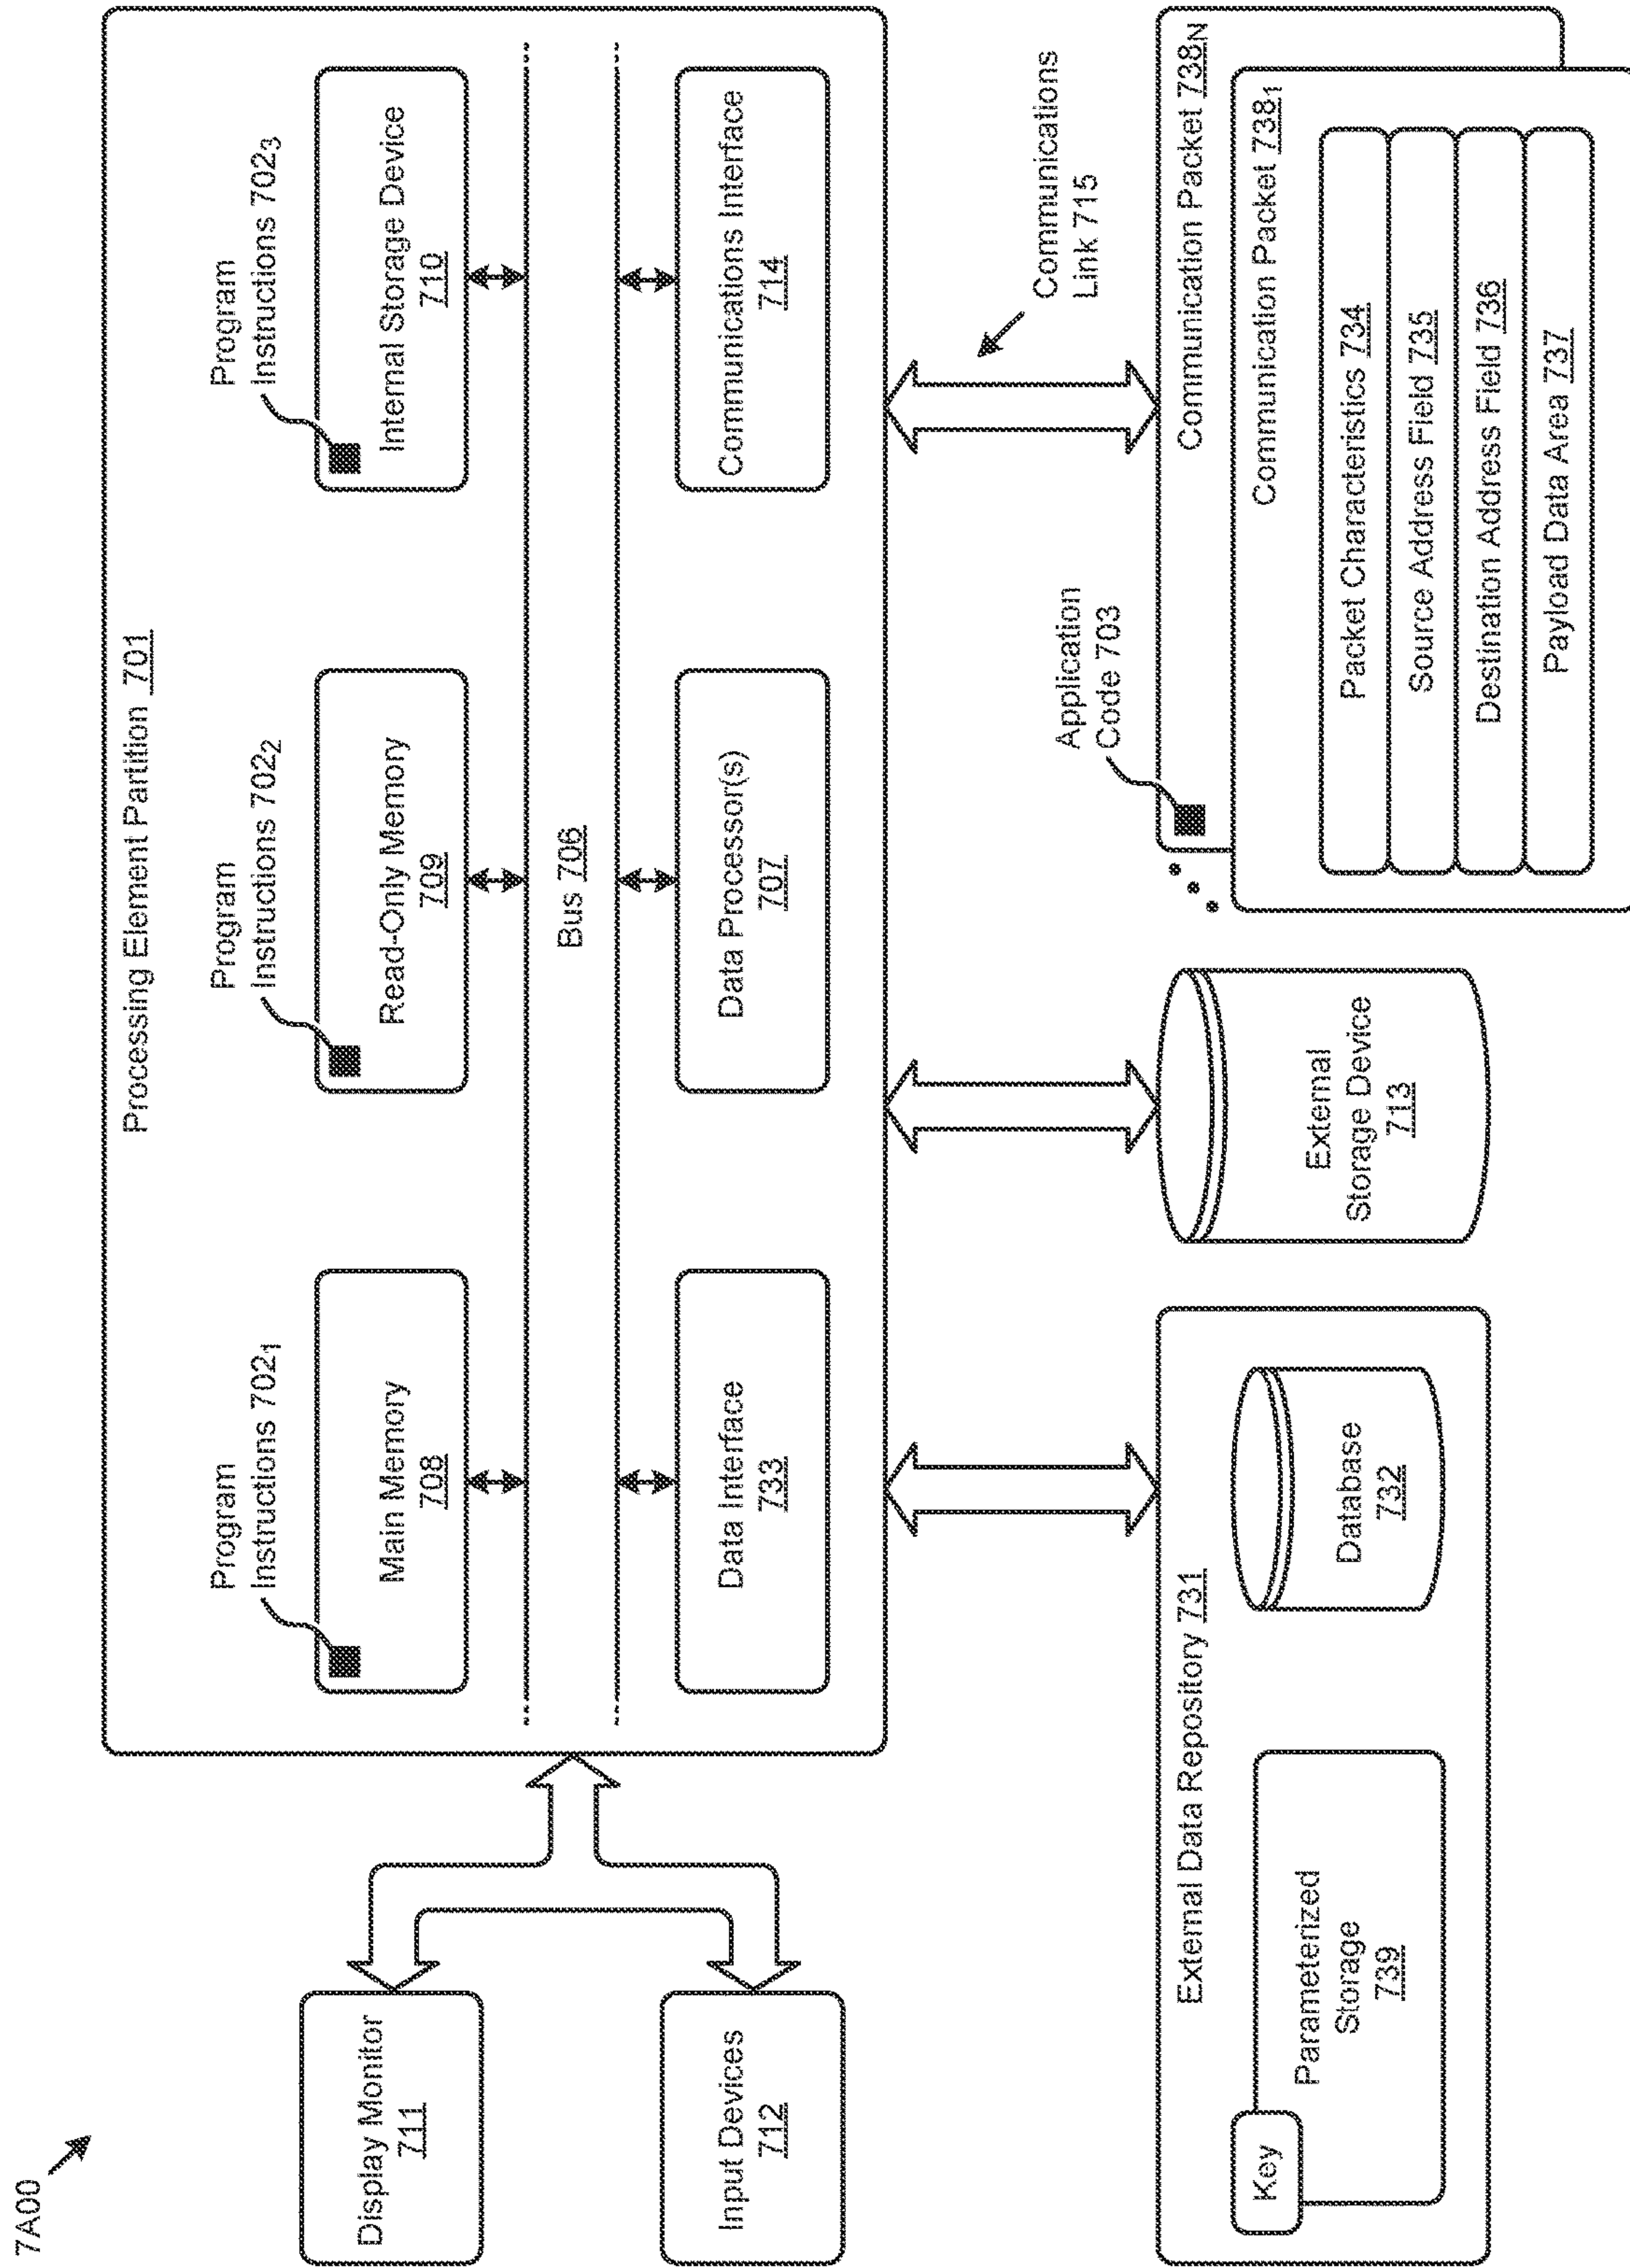 7A00
Processing Element Partition 701
Program
Instructions 702₁
Program
Instructions 702₂
Program
Instructions 702₃
Main Memory
708
Read-Only Memory
709
Internal Storage Device
710
Display Monitor
711
Bus 706
Input Devices
712
Data Interface
733
Data Processor(s)
707
Communications Interface
714
Communications
Link 715
Application
Code 703
External Data Repository 731
Key
Parameterized
Storage
739
Database
732
External
Storage Device
713
Communication Packet 738N
Communication Packet 738₁
Packet Characteristics 734
Source Address Field 735
Destination Address Field 736
Payload Data Area 737